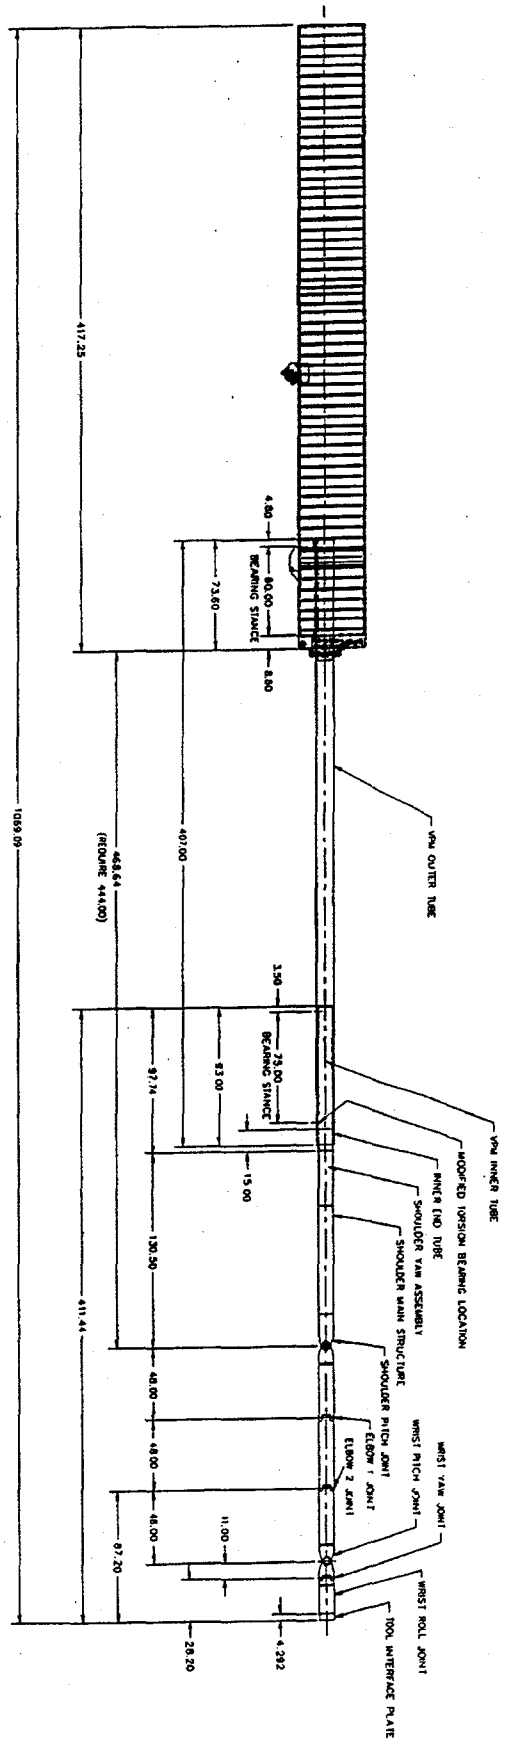 VPM OUTER TUBE
VPM INNER TUBE
MODIFIED TORSION BEARING LOCATION
INNER END TUBE
SHOULDER YAW ASSEMBLY
SHOULDER MAIN STRUCTURE
SHOULDER PITCH JOINT
ELBOW 1 JOINT
ELBOW 2 JOINT
WRIST PITCH JOINT
WRIST YAW JOINT
WRIST ROLL JOINT
TOOL INTERFACE PLATE
4.80
60.00
BEARING STANCE
8.80
73.60
407.00
417.25
468.64
(REQUIRE 444.00)
1069.09
3.50
75.00
BEARING STANCE
93.00
15.00
97.74
130.50
411.44
48.00
48.00
48.00
11.00
87.20
28.20
4.292